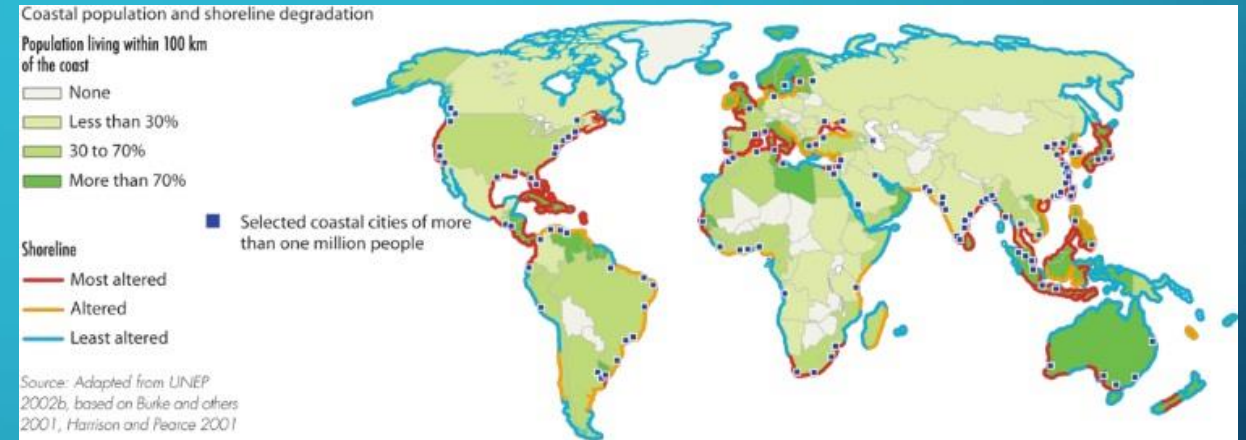 Coastal population and shoreline degradation
Population living within 100 km
of the coast
None
Less than 30%
30 to 70%
More than 70%
Selected coastal cities of more
than one million people
Shoreline
Most altered
Altered
Least altered
Source: Adapted from UNEP
2002b, based on Burke and others
2001, Harrison and Pearce 2001